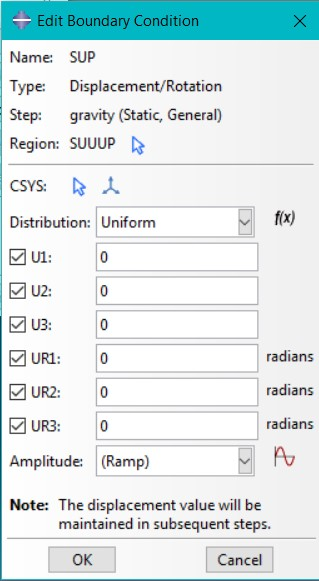 Edit Boundary Condition
Name: SUP
Type: Displacement/Rotation
Step: gravity (Static, General)
Region: SUUUP
CSYS:
Distribution: Uniform f(x)
U1: 0
U2: 0
U3: 0
UR1: 0 radians
UR2: 0 radians
UR3: 0 radians
Amplitude: (Ramp)
Note: The displacement value will be
maintained in subsequent steps.
OK Cancel